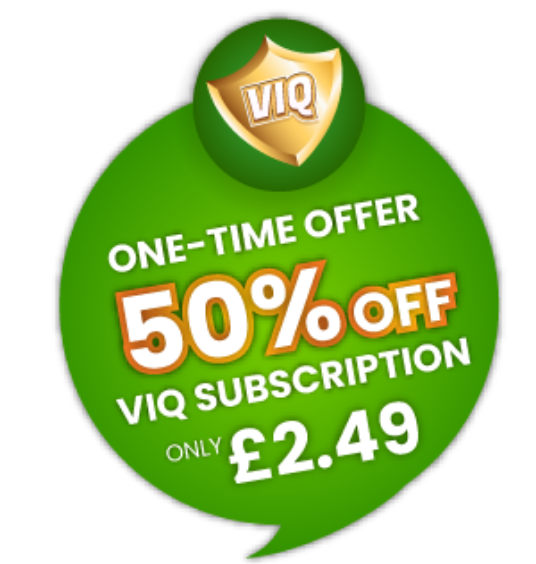 VIQ
ONE-TIME OFFER
50% OFF
VIQ SUBSCRIPTION
ONLY £2.49